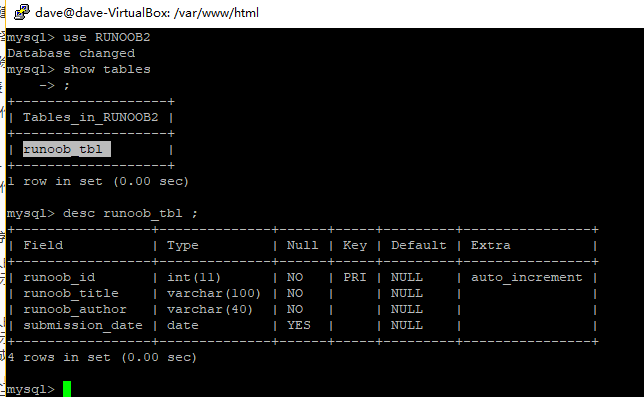 dave@dave-VirtualBox: /var/www/html
mysql> use RUNOOB2
Database changed
mysql> show tables
    -> ;
+-------------------+
| Tables_in_RUNOOB2 |
+-------------------+
| runoob_tbl        |
+-------------------+
1 row in set (0.00 sec)
mysql> desc runoob_tbl ;
+-----------------+--------------+------+-----+---------+----------------+
| Field           | Type         | Null | Key | Default | Extra          |
+-----------------+--------------+------+-----+---------+----------------+
| runoob_id       | int(11)      | NO   | PRI | NULL    | auto_increment |
| runoob_title    | varchar(100) | NO   |     | NULL    |                |
| runoob_author   | varchar(40)  | NO   |     | NULL    |                |
| submission_date | date         | YES  |     | NULL    |                |
+-----------------+--------------+------+-----+---------+----------------+
4 rows in set (0.00 sec)
mysql>